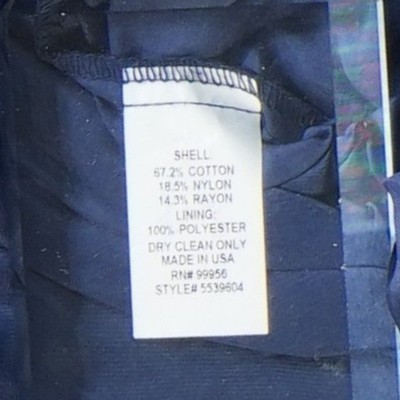 SHELL:
67.2% COTTON
18.5% NYLON
14.3% RAYON
LINING:
100% POLYESTER
DRY CLEAN ONLY
MADE IN USA
RN# 99956
STYLE# 5539604